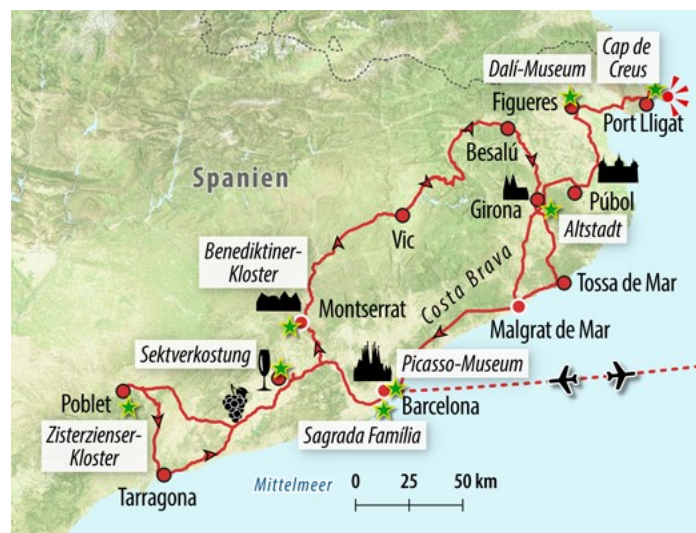 Cap de
Creus
Dalí-Museum
Figueres
Port Lligat
Besalú
Spanien
Girona
Púbol
Altstadt
Vic
Benediktiner-
Kloster
Costa Brava
Tossa de Mar
Montserrat
Malgrat de Mar
Sektverkostung
Picasso-Museum
Poblet
Barcelona
Zisterzienser-
Kloster
Sagrada Família
Tarragona
Mittelmeer
0 25 50 km